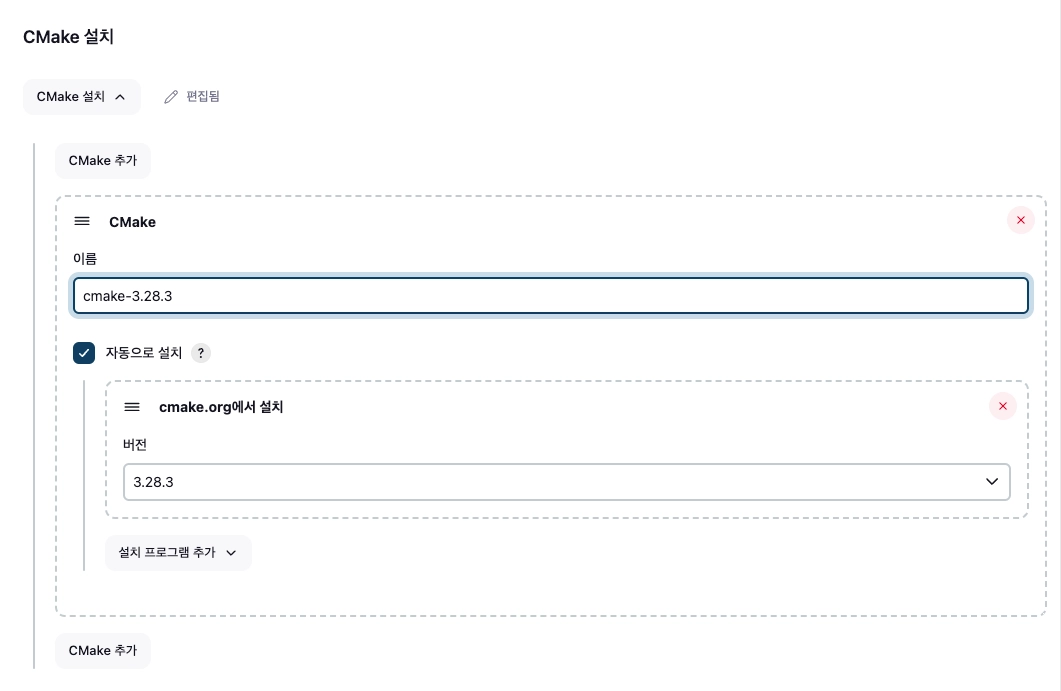 CMake 설치
CMake 설치
편집됨
CMake 추가
CMake
이름
cmake-3.28.3
자동으로 설치 ?
cmake.org에서 설치
버전
3.28.3
설치 프로그램 추가
CMake 추가